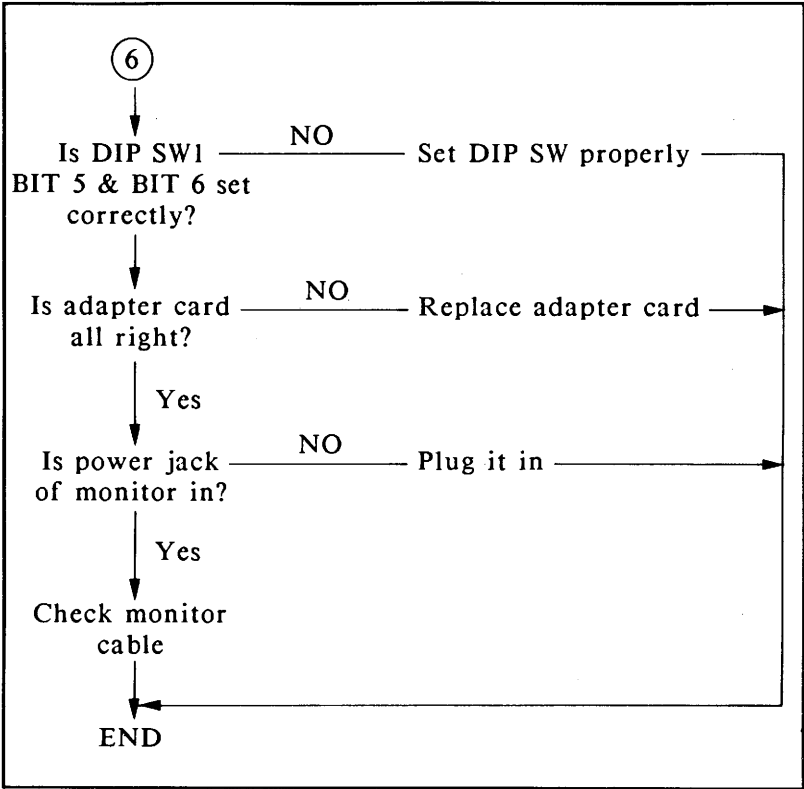 6
Is DIP SW1
BIT 5 & BIT 6 set
correctly?
NO
Set DIP SW properly
Is adapter card
all right?
NO
Replace adapter card
Yes
Is power jack
of monitor in?
NO
Plug it in
Yes
Check monitor
cable
END